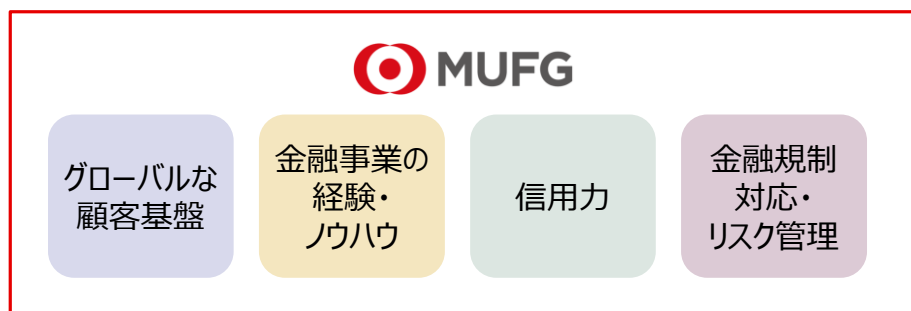 MUFG
グローバルな
顧客基盤
金融事業の
経験・
ノウハウ
信用力
金融規制
対応・
リスク管理